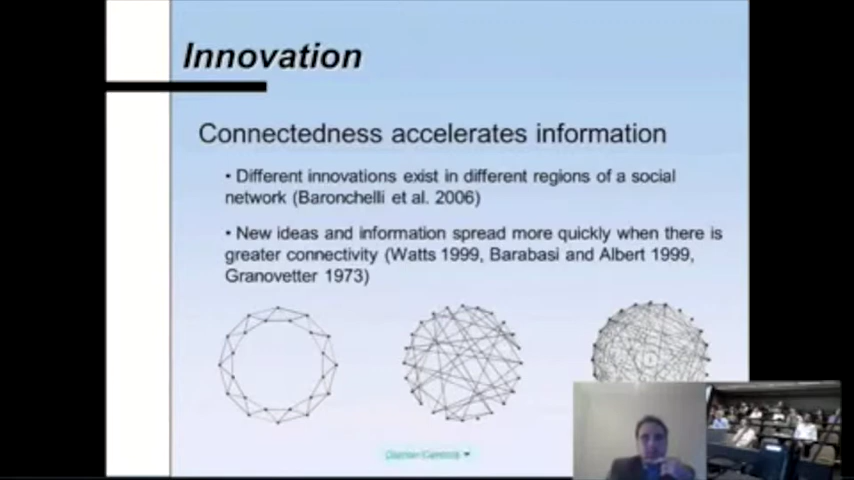 Innovation
Connectedness accelerates information
• Different innovations exist in different regions of a social
network (Baronchelli et al. 2006)
• New ideas and information spread more quickly when there is
greater connectivity (Watts 1999, Barabasi and Albert 1999,
Granovetter 1973)